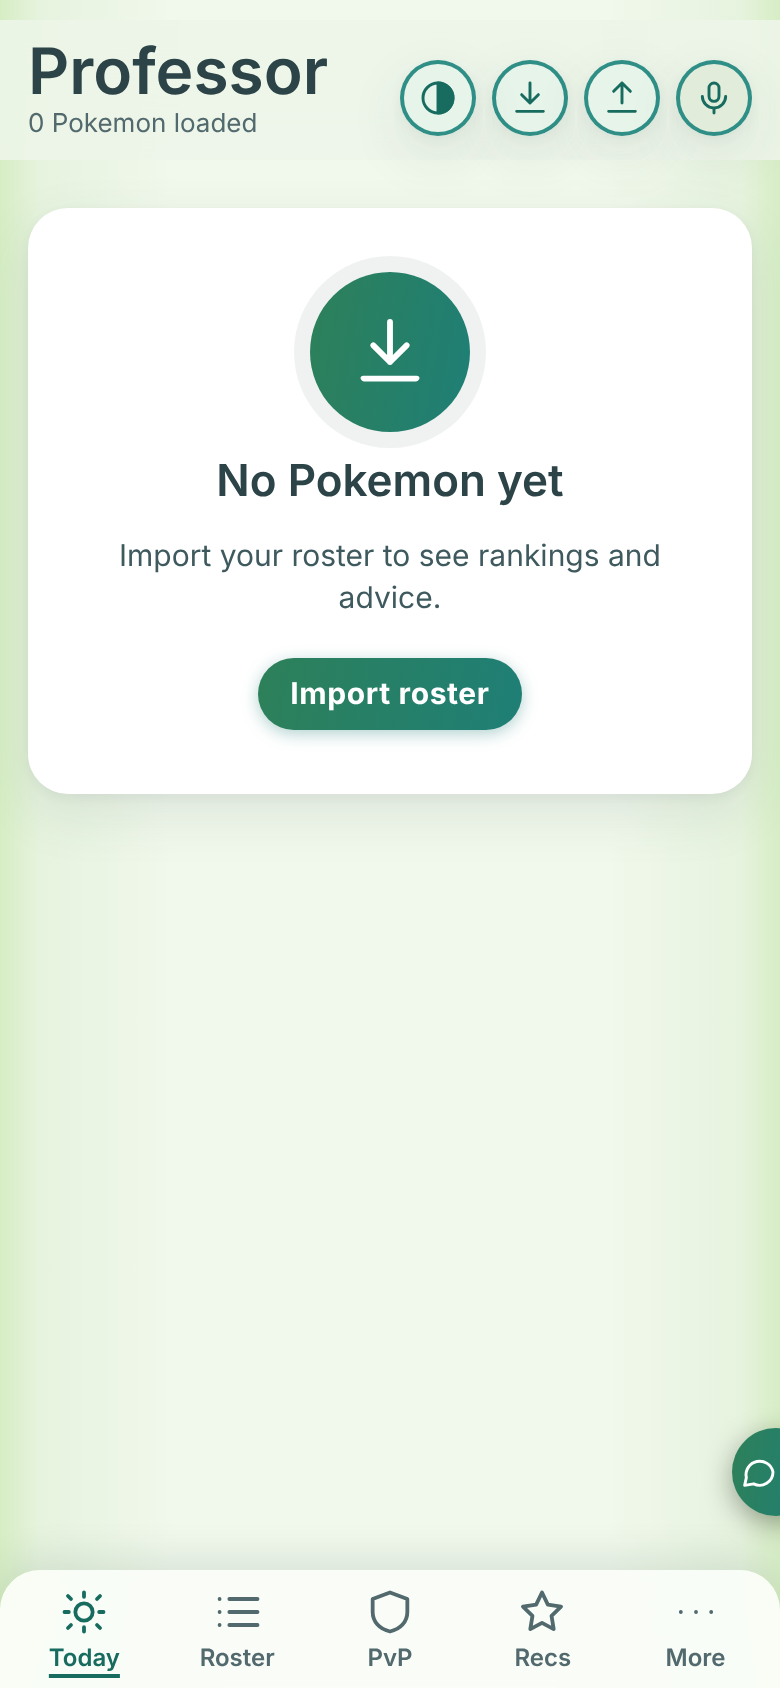 Professor
0 Pokemon loaded
No Pokemon yet
Import your roster to see rankings and
advice.
Import roster
Today
Roster
PvP
Recs
More